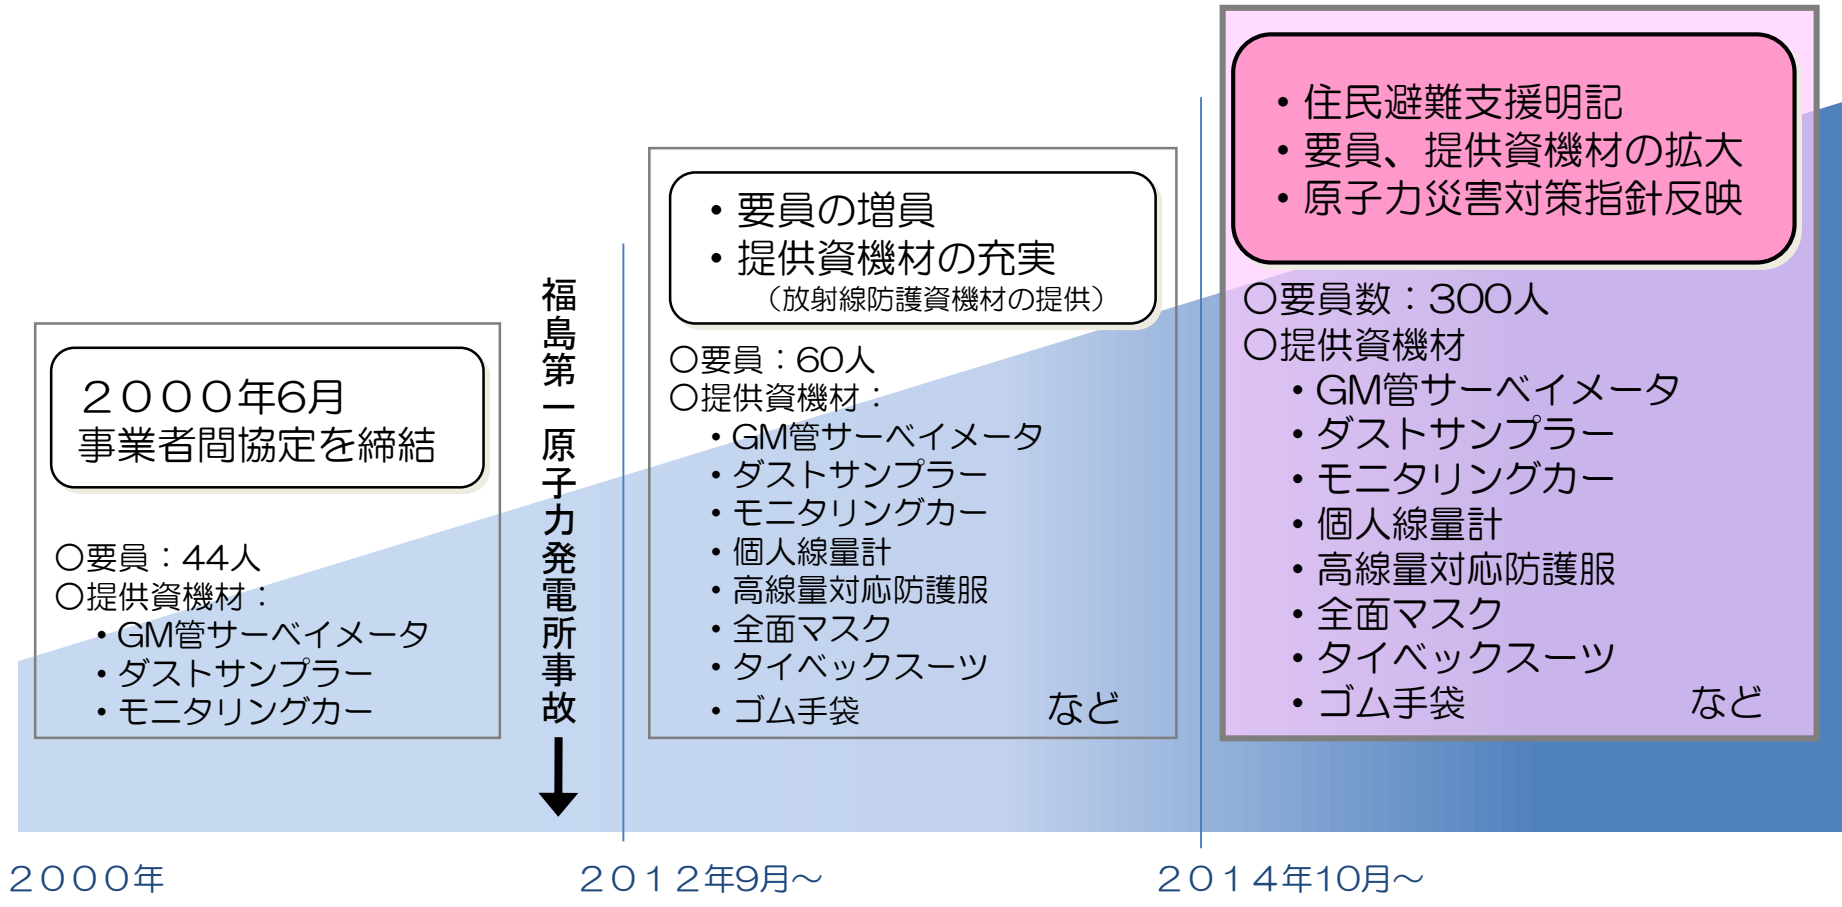 ２０００年6月
事業者間協定を締結
〇要員：44人
〇提供資機材：
・GM管サーベイメータ
・ダストサンプラー
・モニタリングカー
福島第一原子力発電所事故
・要員の増員
・提供資機材の充実
（放射線防護資機材の提供）
〇要員：60人
〇提供資機材：
・GM管サーベイメータ
・ダストサンプラー
・モニタリングカー
・個人線量計
・高線量対応防護服
・全面マスク
・タイベックスーツ
・ゴム手袋 など
・住民避難支援明記
・要員、提供資機材の拡大
・原子力災害対策指針反映
〇要員数：300人
〇提供資機材
・GM管サーベイメータ
・ダストサンプラー
・モニタリングカー
・個人線量計
・高線量対応防護服
・全面マスク
・タイベックスーツ
・ゴム手袋 など
２０００年
２０１２年9月～
２０１４年10月～